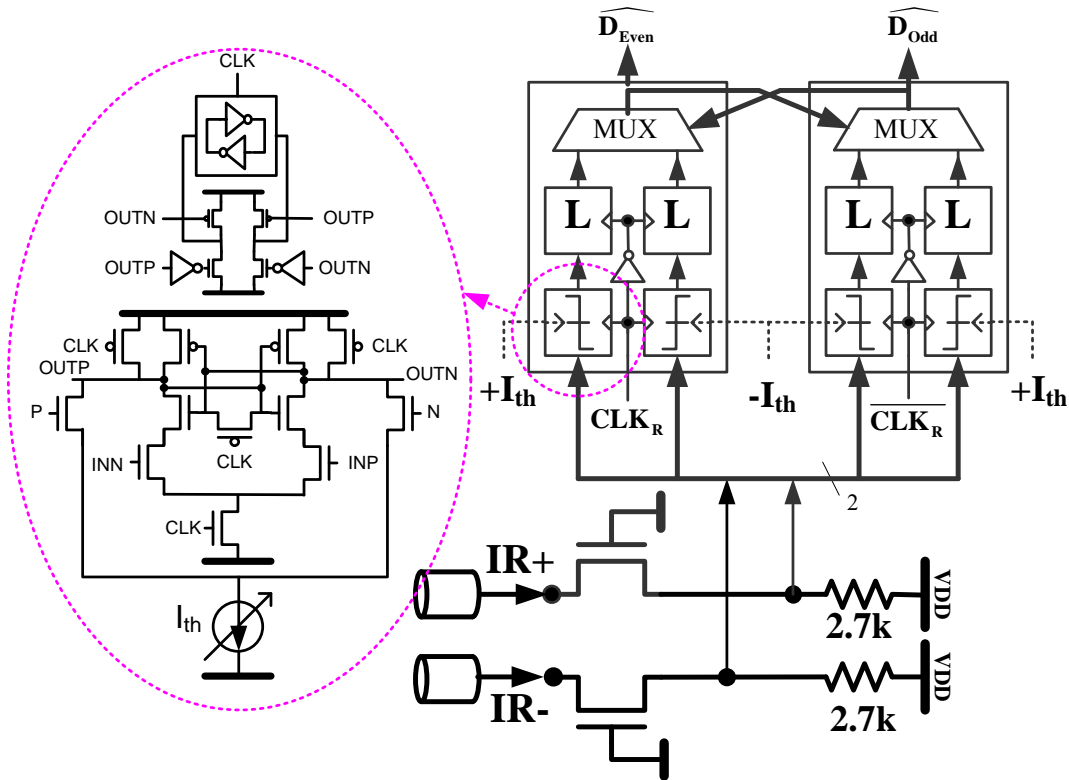 D_Even
D_Odd
CLK
MUX
MUX
OUTN
OUTP
L
L
L
L
OUTP
OUTN
CLK
CLK
OUTP
OUTN
+I_th
-I_th
+I_th
P
N
CLK_R
CLK_R
INN
CLK
INP
2
CLK
IR+
I_th
2.7k
VDD
IR-
2.7k
VDD